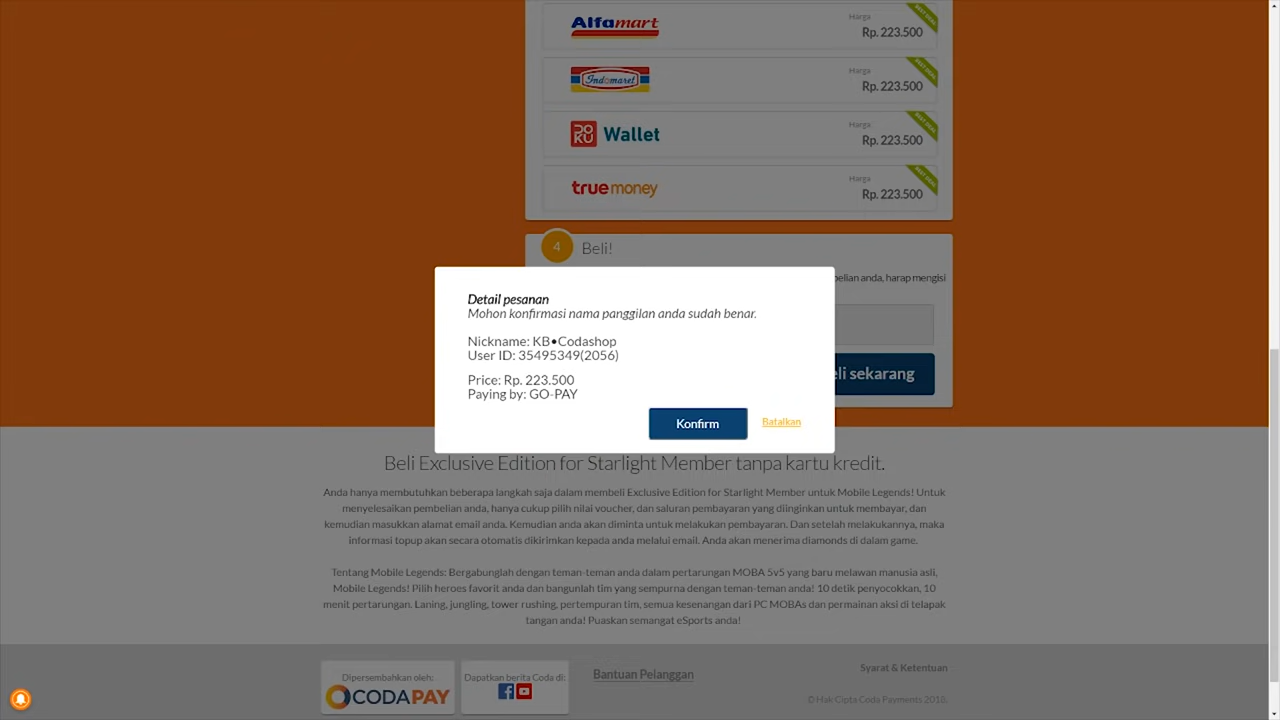 Alfamart
Harga
Rp. 223.500
BEST DEAL
Indomaret
Harga
Rp. 223.500
BEST DEAL
DOKU Wallet
Harga
Rp. 223.500
BEST DEAL
truemoney
Harga
Rp. 223.500
BEST DEAL
4
Beli!
belian anda, harap mengisi
eli sekarang
Detail pesanan
Mohon konfirmasi nama panggilan anda sudah benar.
Nickname: KB•Codashop
User ID: 35495349(2056)
Price: Rp. 223.500
Paying by: GO-PAY
Konfirm
Batalkan
Beli Exclusive Edition for Starlight Member tanpa kartu kredit.
Anda hanya membutuhkan beberapa langkah saja dalam membeli Exclusive Edition for Starlight Member untuk Mobile Legends! Untuk
menyelesaikan pembelian anda, hanya cukup pilih nilai voucher, dan saluran pembayaran yang diinginkan untuk membayar, dan
kemudian masukkan alamat email anda. Kemudian anda akan diminta untuk melakukan pembayaran. Dan setelah melakukannya, maka
informasi topup akan secara otomatis dikirimkan kepada anda melalui email. Anda akan menerima diamonds di dalam game.
Tentang Mobile Legends: Bergabunglah dengan teman-teman anda dalam pertarungan MOBA 5v5 yang baru melawan manusia asli,
Mobile Legends! Pilih heroes favorit anda dan bangunlah tim yang sempurna dengan teman-teman anda! 10 detik penyocokkan, 10
menit pertarungan. Laning, jungling, tower rushing, pertempuran tim, semua kesenangan dari PC MOBAs dan permainan aksi di telapak
tangan anda! Puaskan semangat eSports anda!
Dipersembahkan oleh:
CODAPAY
Dapatkan berita Coda di:
Bantuan Pelanggan
Syarat & Ketentuan
© Hak Cipta Coda Payments 2018.